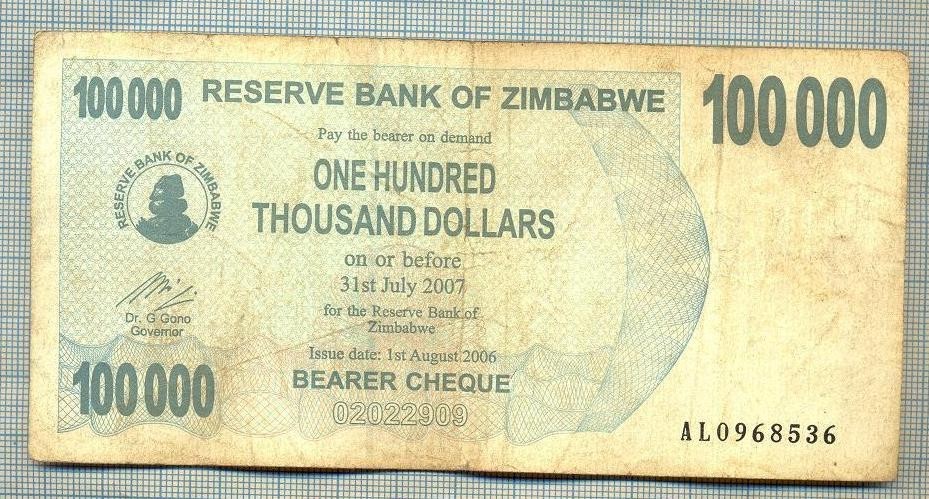 100 000 RESERVE BANK OF ZIMBABWE 100 000
Pay the bearer on demand
RESERVE BANK OF ZIMBABWE
ONE HUNDRED
THOUSAND DOLLARS
on or before
31st July 2007
for the Reserve Bank of
Zimbabwe
Dr. G Gono
Governor
Issue date: 1st August 2006
100 000
BEARER CHEQUE
02022909
AL0968536